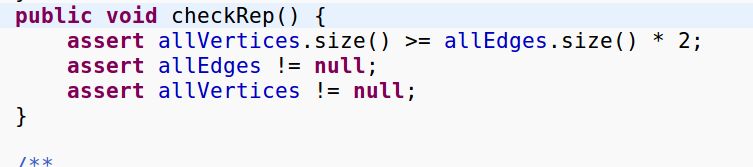 public void checkRep() {
    assert allVertices.size() >= allEdges.size() * 2;
    assert allEdges != null;
    assert allVertices != null;
}
/**